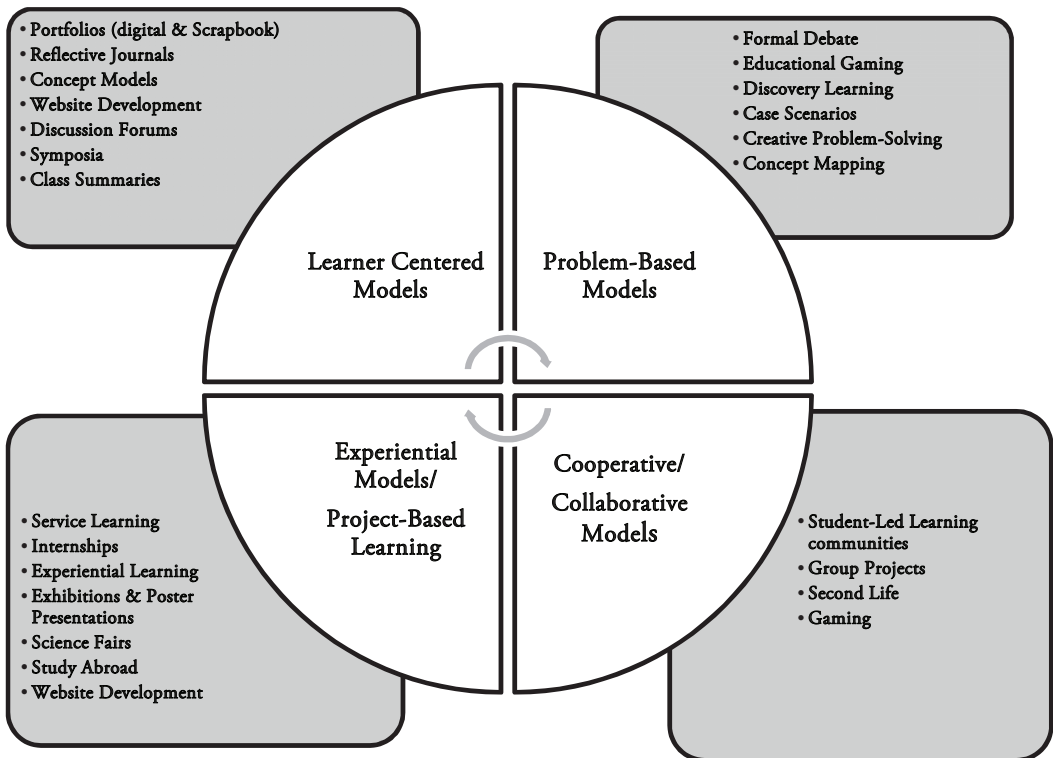 • Portfolios (digital & Scrapbook)
• Reflective Journals
• Concept Models
• Website Development
• Discussion Forums
• Symposia
• Class Summaries
• Formal Debate
• Educational Gaming
• Discovery Learning
• Case Scenarios
• Creative Problem-Solving
• Concept Mapping
Learner Centered
Models
Problem-Based
Models
Experiential
Models/
Project-Based
Learning
Cooperative/
Collaborative
Models
• Service Learning
• Internships
• Experiential Learning
• Exhibitions & Poster
Presentations
• Science Fairs
• Study Abroad
• Website Development
• Student-Led Learning
communities
• Group Projects
• Second Life
• Gaming